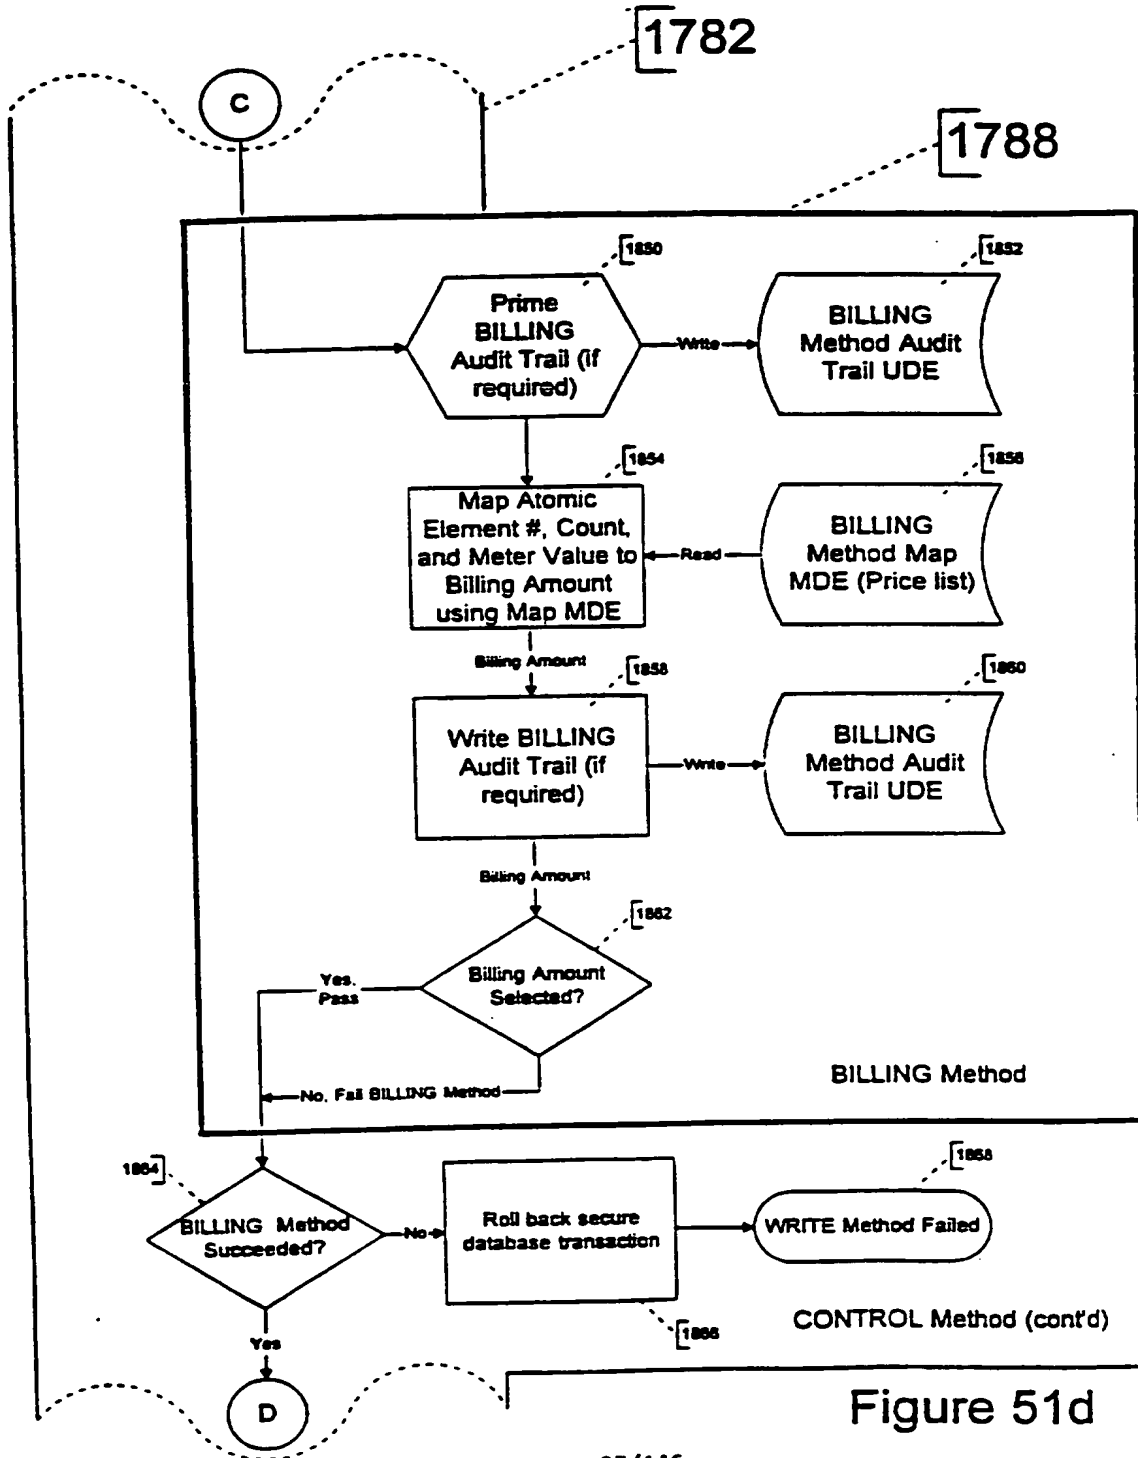 1782
C
1788
1850
1852
Prime
BILLING
Audit Trail (if
required)
Write
BILLING
Method Audit
Trail UDE
1854
1856
Map Atomic
Element #, Count,
and Meter Value to
Billing Amount
using Map MDE
Read
BILLING
Method Map
MDE (Price list)
Billing Amount
1858
1860
Write BILLING
Audit Trail (if
required)
Write
BILLING
Method Audit
Trail UDE
Billing Amount
1862
Billing Amount
Selected?
Yes,
Pass
No, Fail BILLING Method
BILLING Method
1864
1868
BILLING Method
Succeeded?
No
Roll back secure
database transaction
WRITE Method Failed
1866
CONTROL Method (cont'd)
Yes
D
Figure 51d